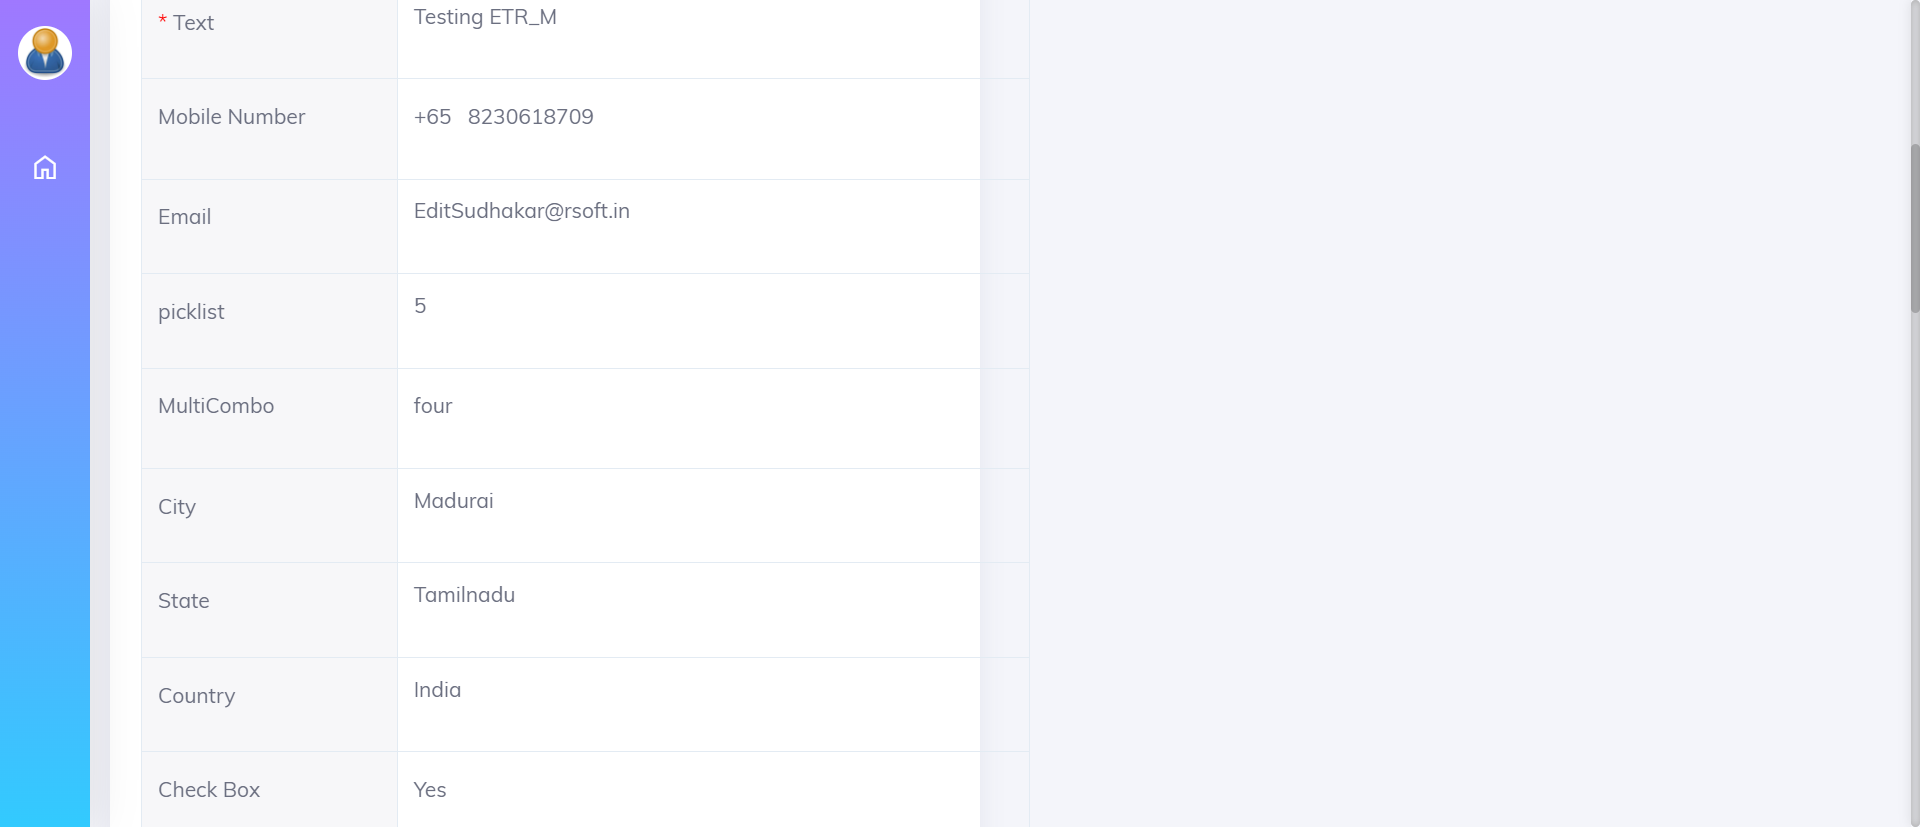 * Text Testing ETR_M
Mobile Number +65 8230618709
Email EditSudhakar@rsoft.in
picklist 5
MultiCombo four
City Madurai
State Tamilnadu
Country India
Check Box Yes